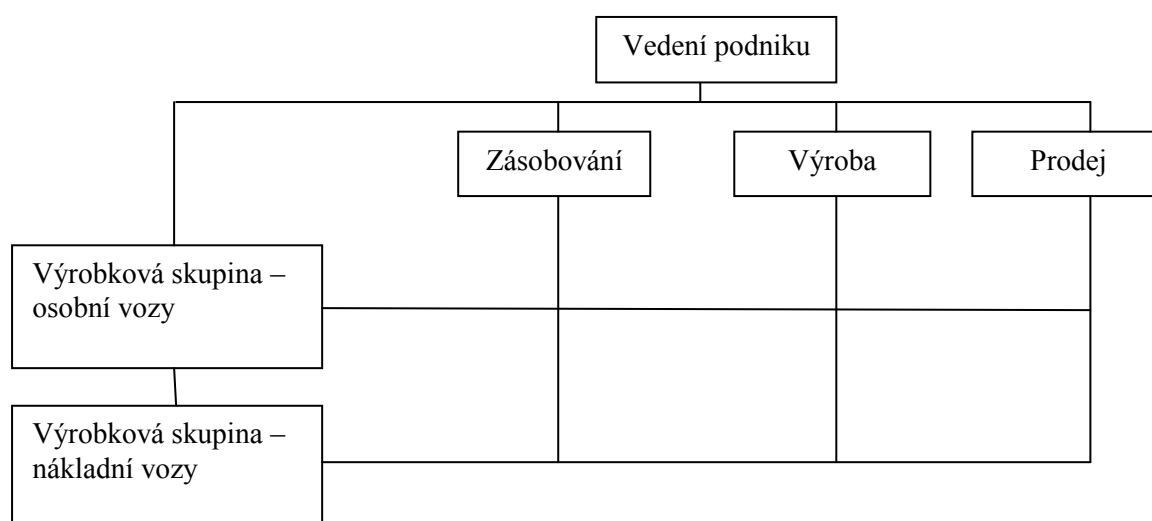 Vedení podniku
Zásobování
Výroba
Prodej
Výrobková skupina –
osobní vozy
Výrobková skupina –
nákladní vozy